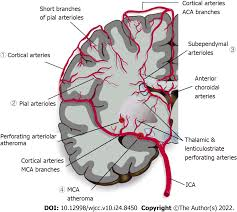 Short branches
of pial arterioles
Cortical arteries
ACA branches
① Cortical arteries
Subependymal
arterioles
③
② Pial arterioles
Anterior
choroidal
arteries
Perforating arteriolar
atheroma
Thalamic &
lenticulostriate
perforating arteries
Cortical arteries
MCA branches
④ MCA
atheroma
ICA
DOI: 10.12998/wjcc.v10.i24.8450 Copyright ©The Author(s) 2022.